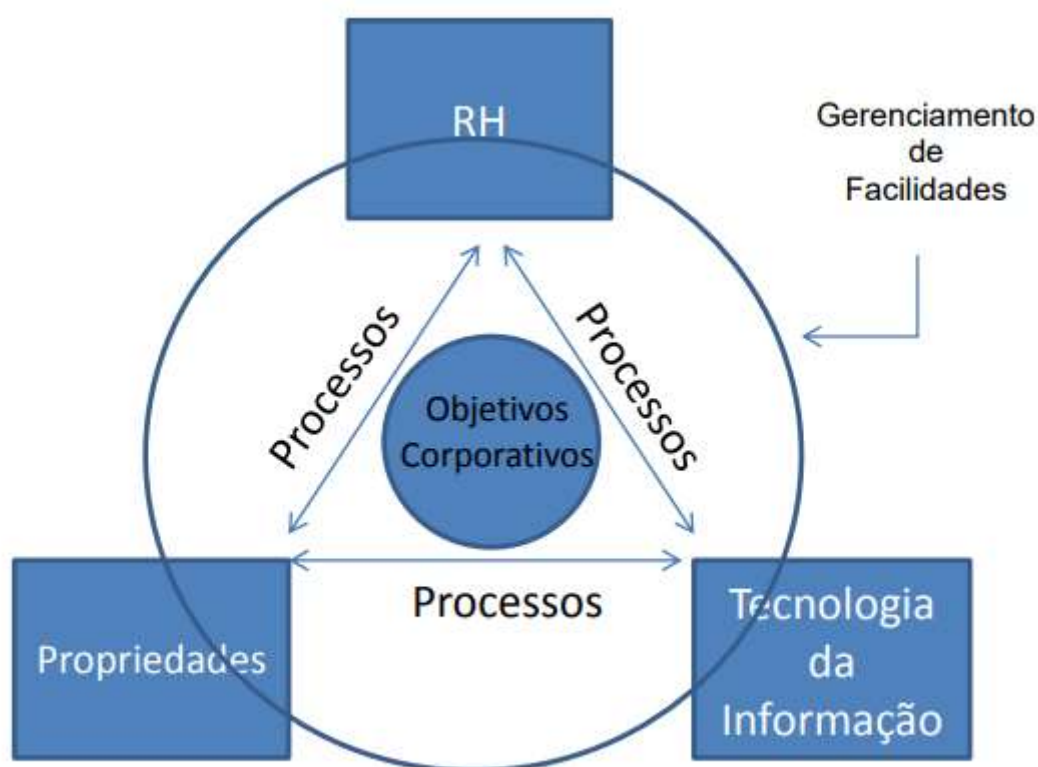 RH
Gerenciamento
de
Facilidades
Processos
Processos
Objetivos
Corporativos
Processos
Propriedades
Tecnologia
da
Informação